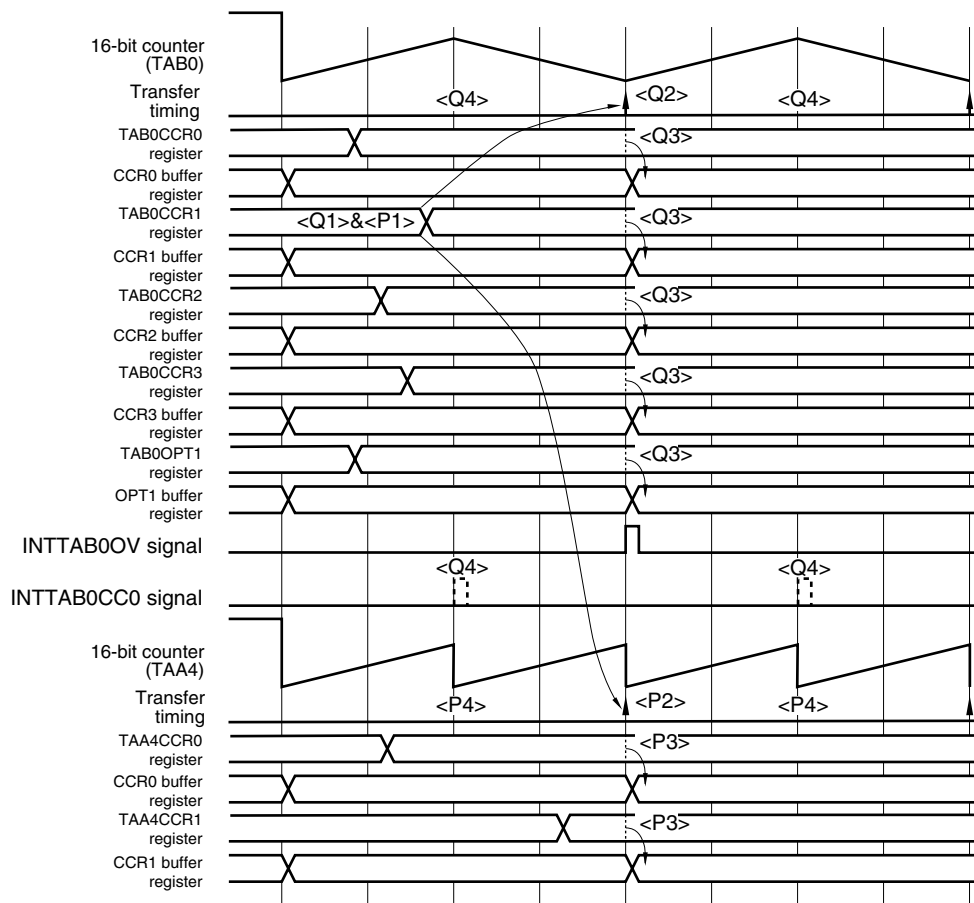 16-bit counter
(TAB0)
Transfer
timing
<Q4>
<Q2>
<Q4>
TAB0CCR0
register
<Q3>
CCR0 buffer
register
TAB0CCR1
register
<Q1>&<P1>
<Q3>
CCR1 buffer
register
TAB0CCR2
register
<Q3>
CCR2 buffer
register
TAB0CCR3
register
<Q3>
CCR3 buffer
register
TAB0OPT1
register
<Q3>
OPT1 buffer
register
INTTAB0OV signal
<Q4>
<Q4>
INTTAB0CC0 signal
16-bit counter
(TAA4)
Transfer
timing
<P4>
<P2>
<P4>
TAA4CCR0
register
<P3>
CCR0 buffer
register
TAA4CCR1
register
<P3>
CCR1 buffer
register